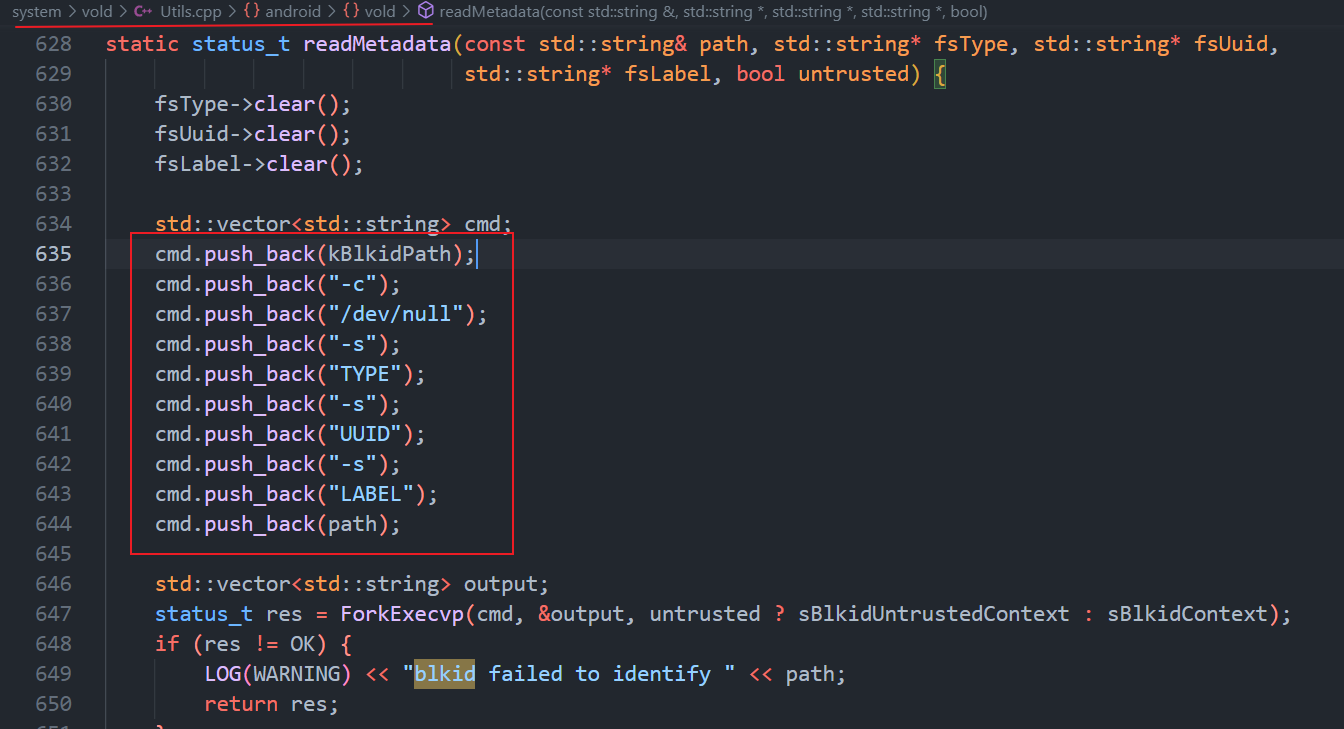 system > vold > C++ Utils.cpp > {} android > {} vold > readMetadata(const std::string &, std::string *, std::string *, std::string *, bool)
628 static status_t readMetadata(const std::string& path, std::string* fsType, std::string* fsUuid,
629 std::string* fsLabel, bool untrusted) {
630 fsType->clear();
631 fsUuid->clear();
632 fsLabel->clear();
633
634 std::vector<std::string> cmd;
635 cmd.push_back(kBlkidPath);
636 cmd.push_back("-c");
637 cmd.push_back("/dev/null");
638 cmd.push_back("-s");
639 cmd.push_back("TYPE");
640 cmd.push_back("-s");
641 cmd.push_back("UUID");
642 cmd.push_back("-s");
643 cmd.push_back("LABEL");
644 cmd.push_back(path);
645
646 std::vector<std::string> output;
647 status_t res = ForkExecvp(cmd, &output, untrusted ? sBlkidUntrustedContext : sBlkidContext);
648 if (res != OK) {
649 LOG(WARNING) << "blkid failed to identify " << path;
650 return res;